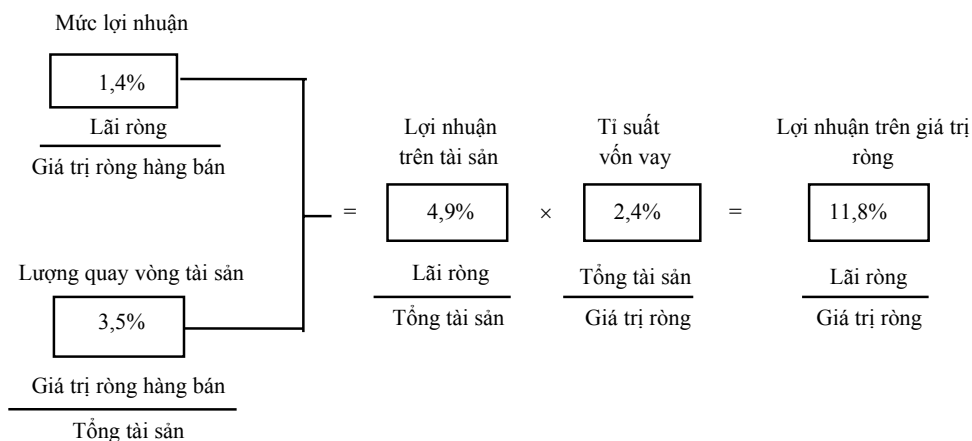 Mức lợi nhuận
1,4%
Lãi ròng
Giá trị ròng hàng bán
Lượng quay vòng tài sản
3,5%
Giá trị ròng hàng bán
Tổng tài sản
=
Lợi nhuận
trên tài sản
4,9%
Lãi ròng
Tổng tài sản
×
Tỉ suất
vốn vay
2,4%
Tổng tài sản
Giá trị ròng
=
Lợi nhuận trên giá trị
ròng
11,8%
Lãi ròng
Giá trị ròng